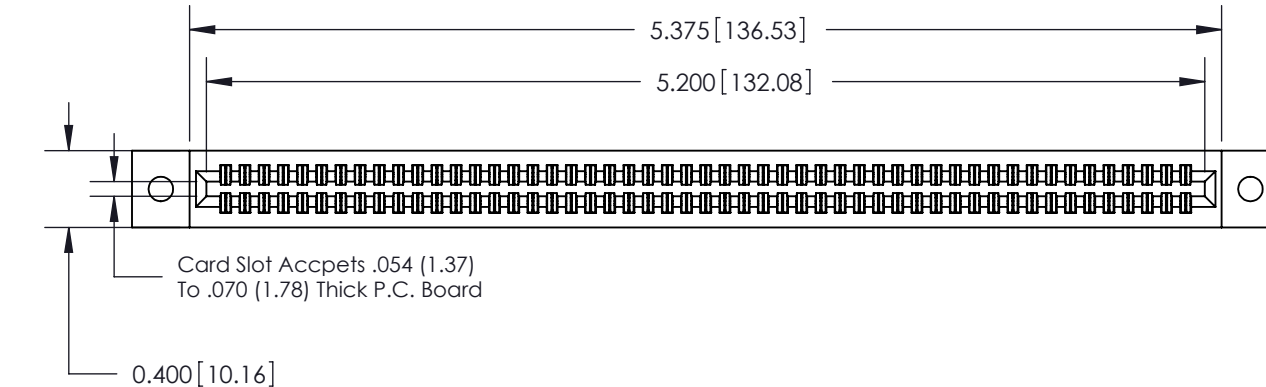 5.375[136.53]
5.200[132.08]
Card Slot Accpets .054 (1.37)
To .070 (1.78) Thick P.C. Board
0.400[10.16]